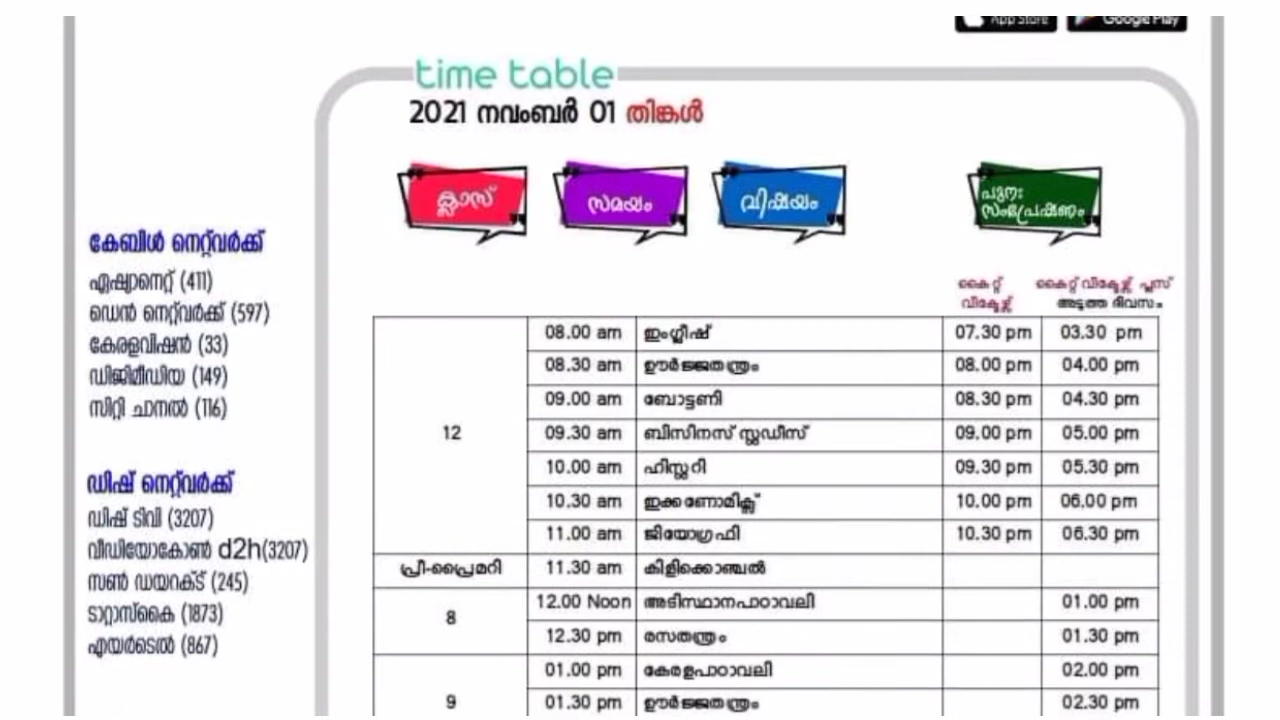 App Store Google Play
time table
2021 നവംബർ 01 തിങ്കൾ
ക്ലാസ് സമയം വിഷയം പുനഃ
സംപ്രേഷണം
കേബിൾ നെറ്റ്‌വർക്ക്
ഏഷ്യാനെറ്റ് (411)
ഡെൻ നെറ്റ്‌വർക്ക് (597)
കേരളവിഷൻ (33)
ഡിജിമീഡിയ (149)
സിറ്റി ചാനൽ (116)
ഡിഷ് നെറ്റ്‌വർക്ക്
ഡിഷ് ടിവി (3207)
വീഡിയോകോൺ d2h(3207)
സൺ ഡയറക്ട് (245)
ടാറ്റാസ്കൈ (1873)
എയർടെൽ (867)
കൈറ്റ് കൈറ്റ് വിക്ടേഴ്സ് പ്ലസ്
വിക്ടേഴ്സ് അടുത്ത ദിവസം
08.00 am ഇംഗ്ലീഷ് 07.30 pm 03.30 pm
08.30 am ഊർജ്ജതന്ത്രം 08.00 pm 04.00 pm
09.00 am ബോട്ടണി 08.30 pm 04.30 pm
12 09.30 am ബിസിനസ് സ്റ്റഡീസ് 09.00 pm 05.00 pm
10.00 am ഹിസ്റ്ററി 09.30 pm 05.30 pm
10.30 am ഇക്കണോമിക്സ് 10.00 pm 06.00 pm
11.00 am ജിയോഗ്രഫി 10.30 pm 06.30 pm
പ്രീ-പ്രൈമറി 11.30 am കിളിക്കൊഞ്ചൽ
8 12.00 Noon അടിസ്ഥാനപാഠാവലി 01.00 pm
12.30 pm രസതന്ത്രം 01.30 pm
01.00 pm കേരളപാഠാവലി 02.00 pm
9 01.30 pm ഊർജ്ജതന്ത്രം 02.30 pm